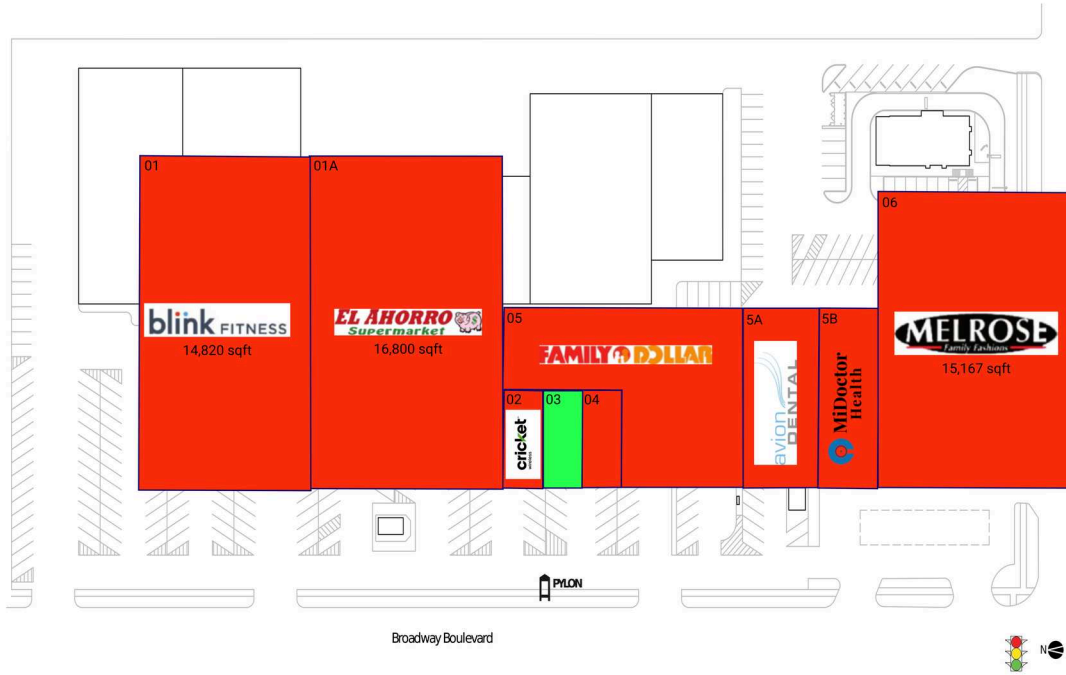 01
01A
06
blink FITNESS
14,820 sqft
EL AHORRO
Supermarket
16,800 sqft
05
5A
5B
FAMILY DOLLAR
MELROSE
Family Fashions
15,167 sqft
avion
DENTAL
MiDoctor
Health
02
03
04
cricket
wireless
PYLON
Broadway Boulevard
N